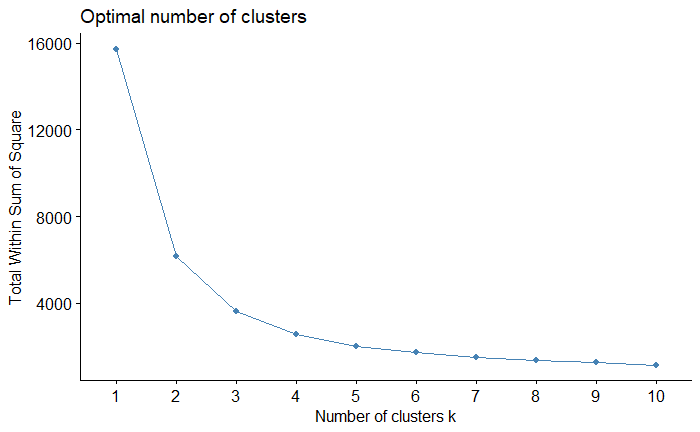 Optimal number of clusters
Total Within Sum of Square
16000
12000
8000
4000
1 2 3 4 5 6 7 8 9 10
Number of clusters k